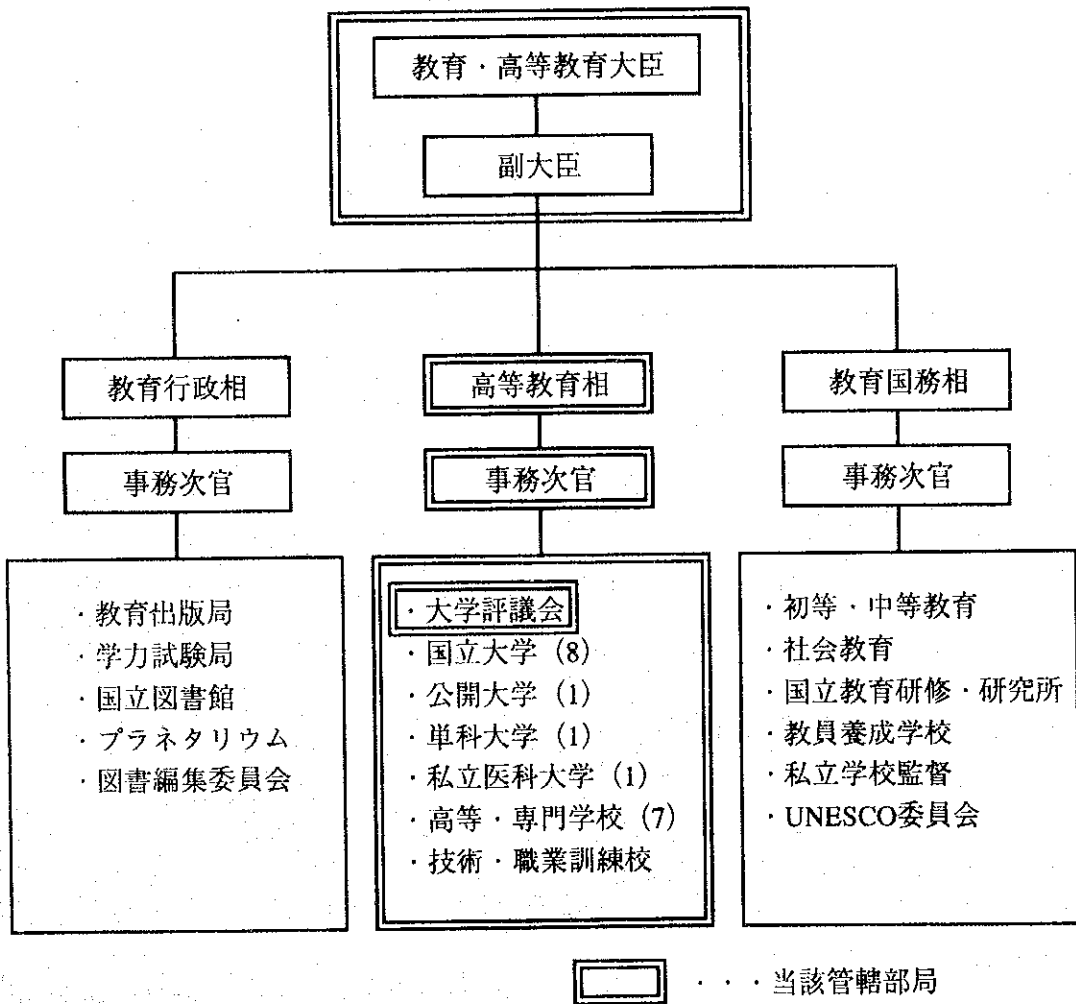 教育・高等教育大臣
副大臣
教育行政相
高等教育相
教育国務相
事務次官
事務次官
事務次官
・教育出版局
・学力試験局
・国立図書館
・プラネタリウム
・図書編集委員会
・大学評議会
・国立大学 (8)
・公開大学 (1)
・単科大学 (1)
・私立医科大学 (1)
・高等・専門学校 (7)
・技術・職業訓練校
・初等・中等教育
・社会教育
・国立教育研修・研究所
・教員養成学校
・私立学校監督
・UNESCO委員会
・・・当該管轄部局